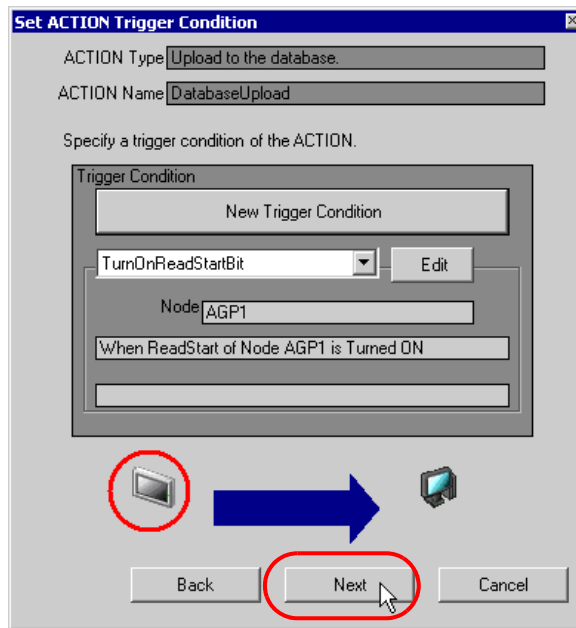 Set ACTION Trigger Condition
ACTION Type Upload to the database.
ACTION Name DatabaseUpload
Specify a trigger condition of the ACTION.
Trigger Condition
New Trigger Condition
TurnOnReadStartBit Edit
Node AGP1
When ReadStart of Node AGP1 is Turned ON
Back Next Cancel